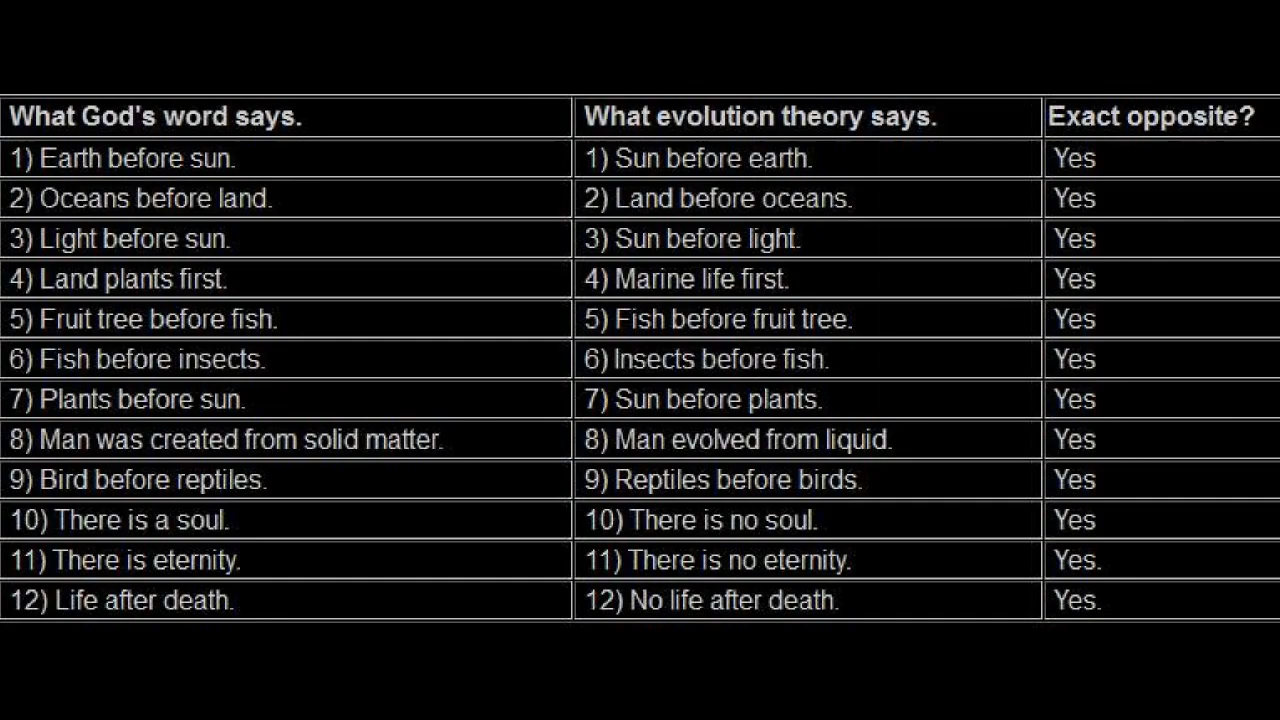 What God's word says. What evolution theory says. Exact opposite?
1) Earth before sun. 1) Sun before earth. Yes
2) Oceans before land. 2) Land before oceans. Yes
3) Light before sun. 3) Sun before light. Yes
4) Land plants first. 4) Marine life first. Yes
5) Fruit tree before fish. 5) Fish before fruit tree. Yes
6) Fish before insects. 6) Insects before fish. Yes
7) Plants before sun. 7) Sun before plants. Yes
8) Man was created from solid matter. 8) Man evolved from liquid. Yes
9) Bird before reptiles. 9) Reptiles before birds. Yes
10) There is a soul. 10) There is no soul. Yes
11) There is eternity. 11) There is no eternity. Yes.
12) Life after death. 12) No life after death. Yes.